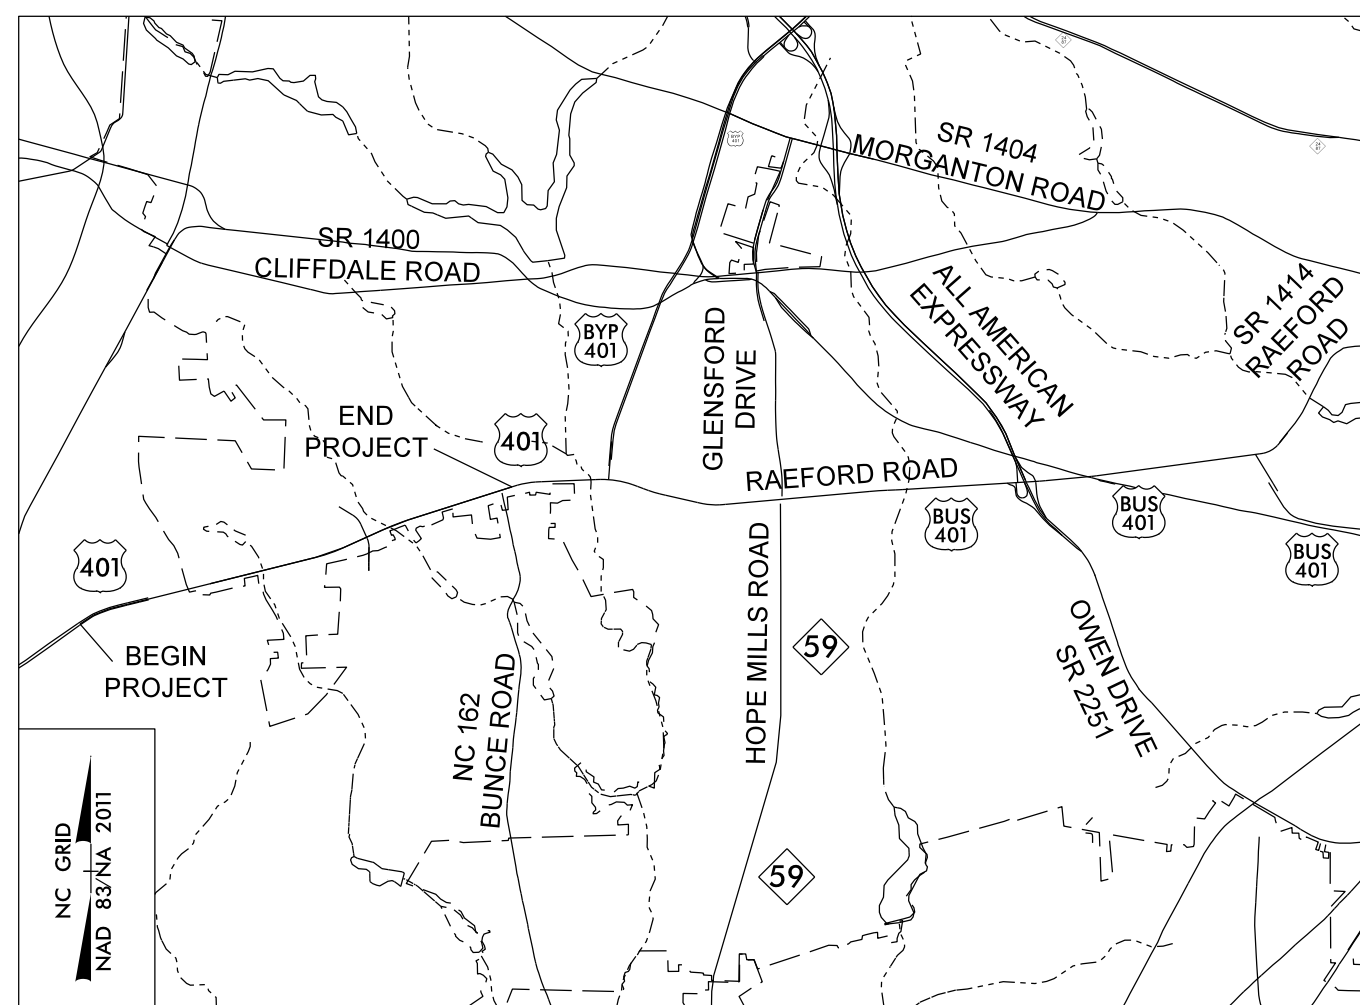 SR 1404
MORGANTON ROAD
SR 1400
CLIFFDALE ROAD
ALL AMERICAN
EXPRESSWAY
SR 1414
RAEFORD
ROAD
BYP
401
GLENSFORD
DRIVE
END
PROJECT
401
RAEFORD ROAD
BUS
401
BUS
401
BUS
401
401
BEGIN
PROJECT
HOPE MILLS ROAD
59
OWEN DRIVE
SR 2251
NC 162
BUNCE ROAD
59
NC GRID
NAD 83/NA 2011